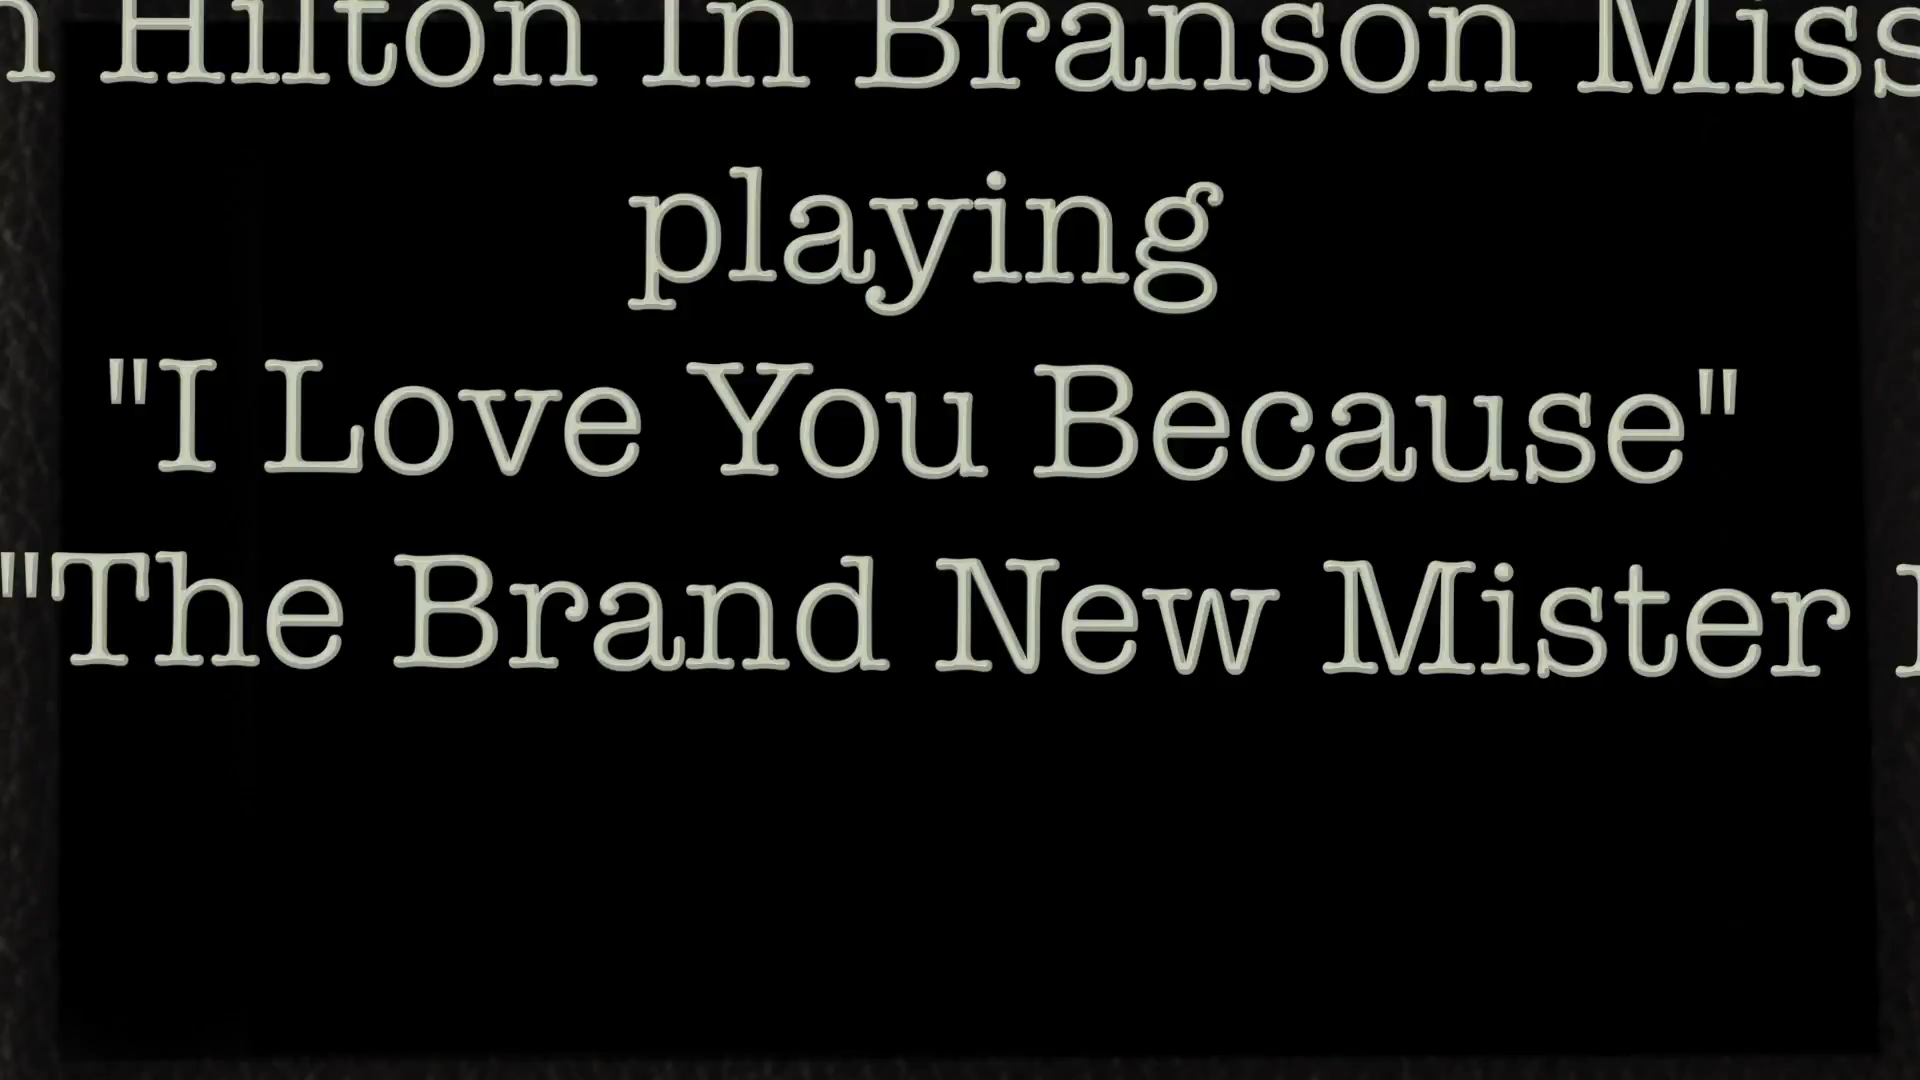 n Hilton In Branson Miss
playing
"I Love You Because"
"The Brand New Mister